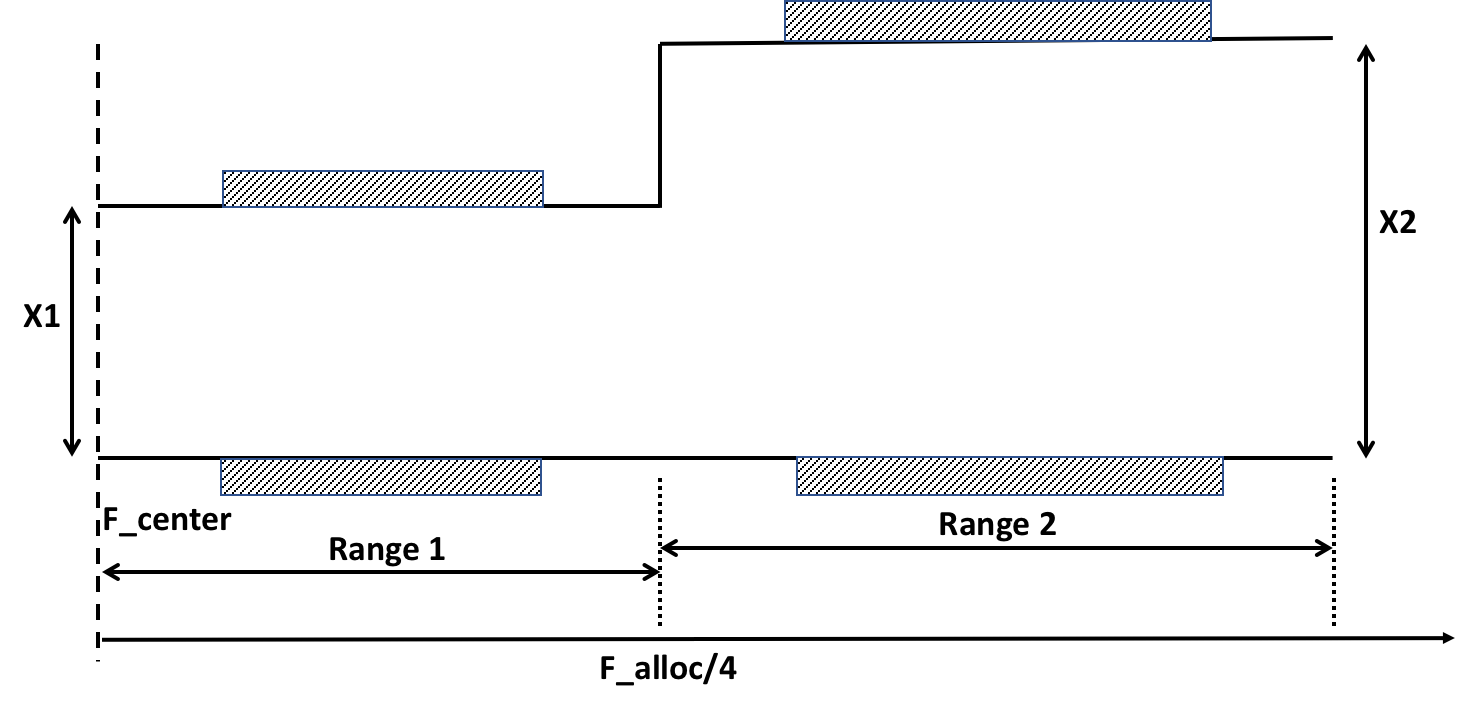 X2
X1
F_center
Range 2
Range 1
F_alloc/4